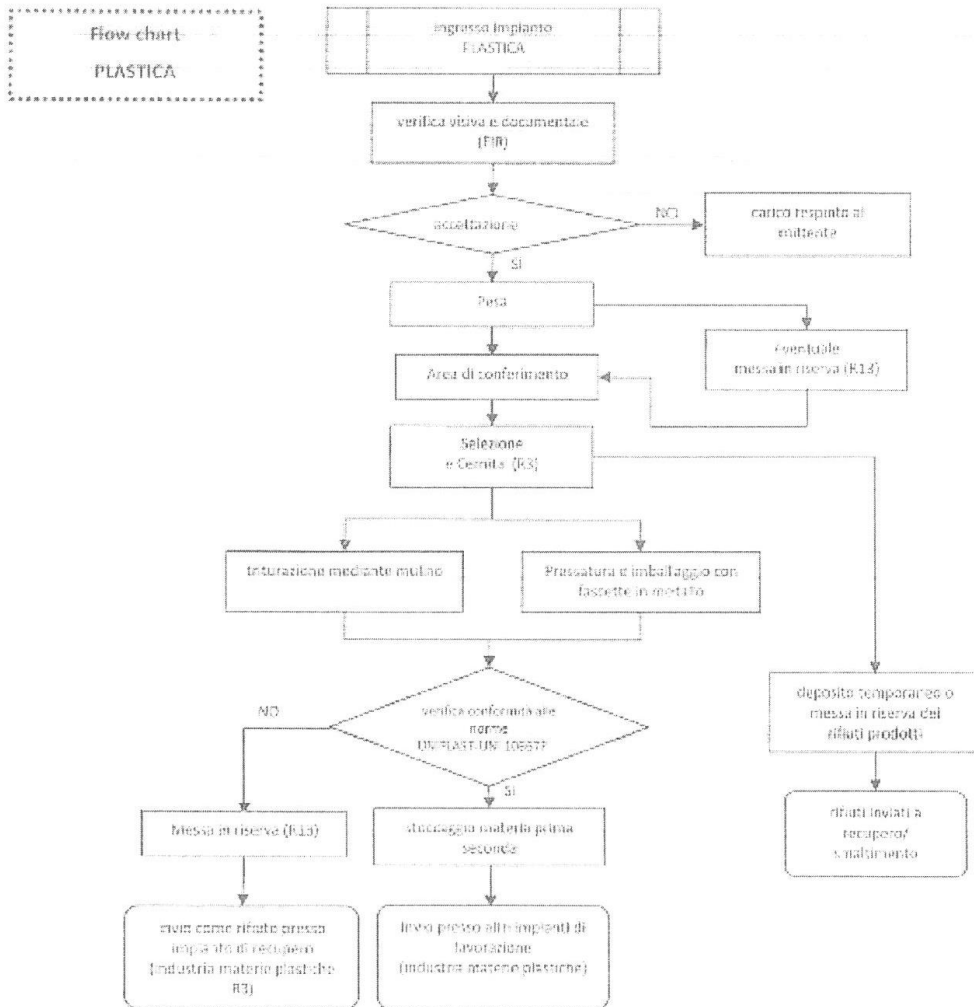 Flow chart
PLASTICA
ingresso impianto
PLASTICA
verifica visiva e documentale
(FIR)
accettazione
NO
carico respinto al
mittente
SI
Pesa
Eventuale
messa in riserva (R13)
Area di conferimento
Selezione
e Cernita (R3)
triturazione mediante mulino
Pressatura e imballaggio con
fascette in metallo
verifica conformità alle
norme
UNIPLAST-UNI
NO
SI
deposito temporaneo o
messa in riserva dei
rifiuti prodotti
Messa in riserva (R13)
stoccaggio materia prima
seconda
rifiuti inviati a
recupero/
smaltimento
invio come rifiuto presso
impianto di recupero
(industria materie plastiche
R3)
Invio presso altri impianti di
lavorazione
(industria materie plastiche)